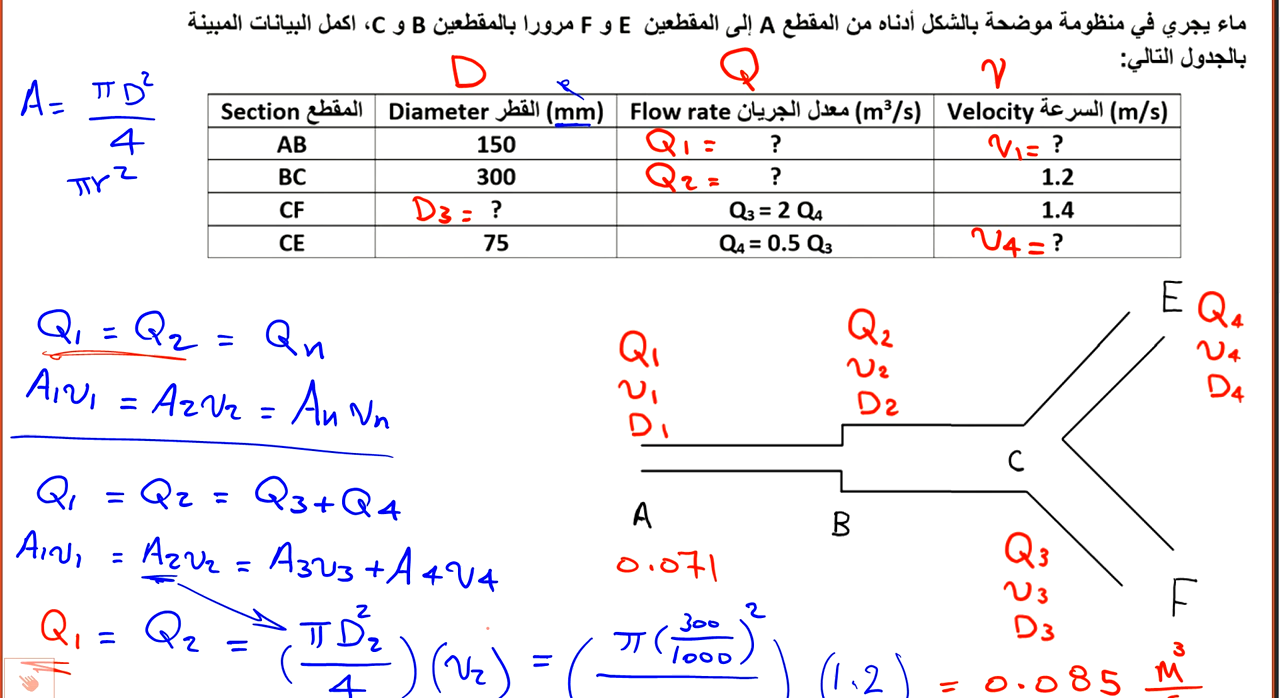 ماء يجري في منظومة موضحة بالشكل أدناه من المقطع A إلى المقطعين E و F مرورا بالمقطعين B و C، اكمل البيانات المبينة
بالجدول التالي:
D Q v
A = πD²/4
πr²
Section المقطع | Diameter القطر (mm) | Flow rate معدل الجريان (m³/s) | Velocity السرعة (m/s)
AB | 150 | Q1 = ? | v1 = ?
BC | 300 | Q2 = ? | 1.2
CF | D3 = ? | Q₃ = 2 Q₄ | 1.4
CE | 75 | Q₄ = 0.5 Q₃ | v4 = ?
Q1 = Q2 = Qn
A1v1 = A2v2 = An vn
Q1 = Q2 = Q3 + Q4
A1v1 = A2v2 = A3v3 + A4v4
Q1 = Q2 = (πD2²/4) (v2) = (π(300/1000)²) (1.2) = 0.085 m³
Q1
v1
D1
Q2
v2
D2
E
Q4
v4
D4
A
B
C
0.071
Q3
v3
D3
F